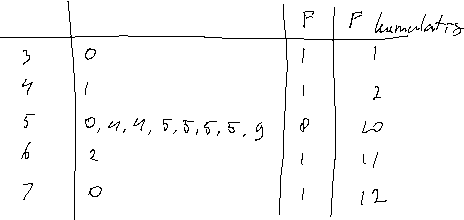 F F kumulatif
3 0 1 1
4 1 1 2
5 0, 4, 4, 5, 5, 5, 5, 9 8 10
6 2 1 11
7 0 1 12